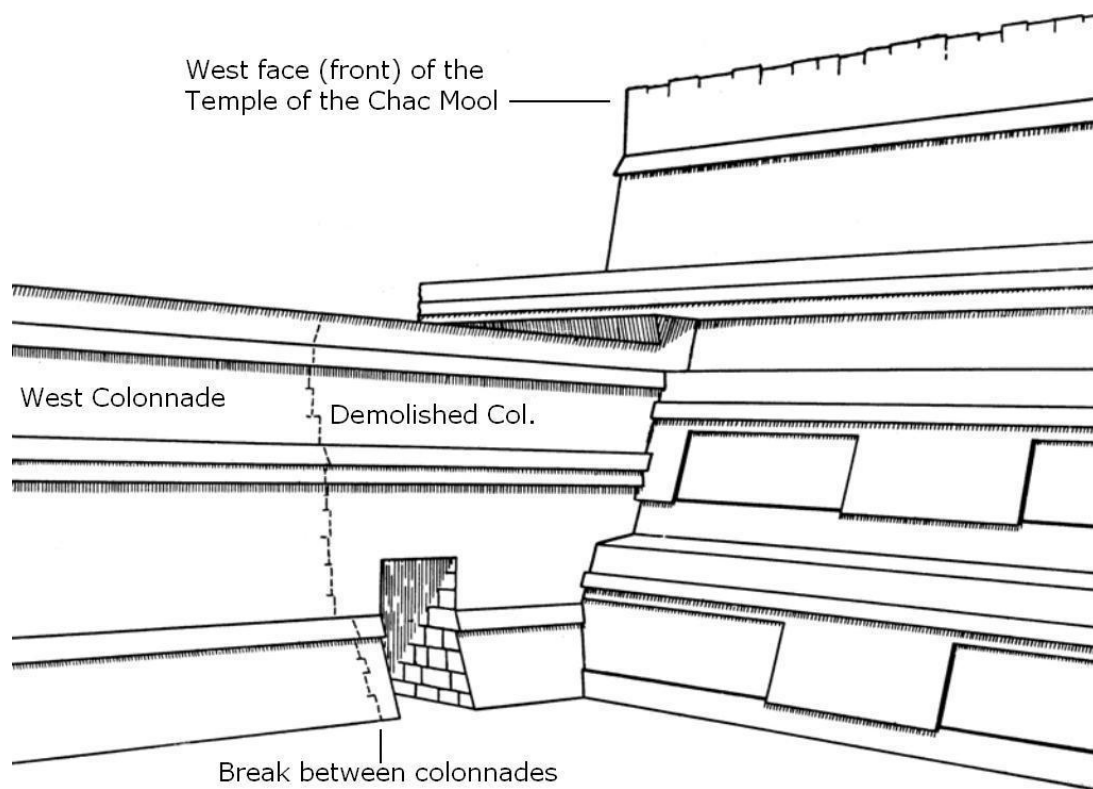 West face (front) of the
Temple of the Chac Mool
West Colonnade
Demolished Col.
Break between colonnades